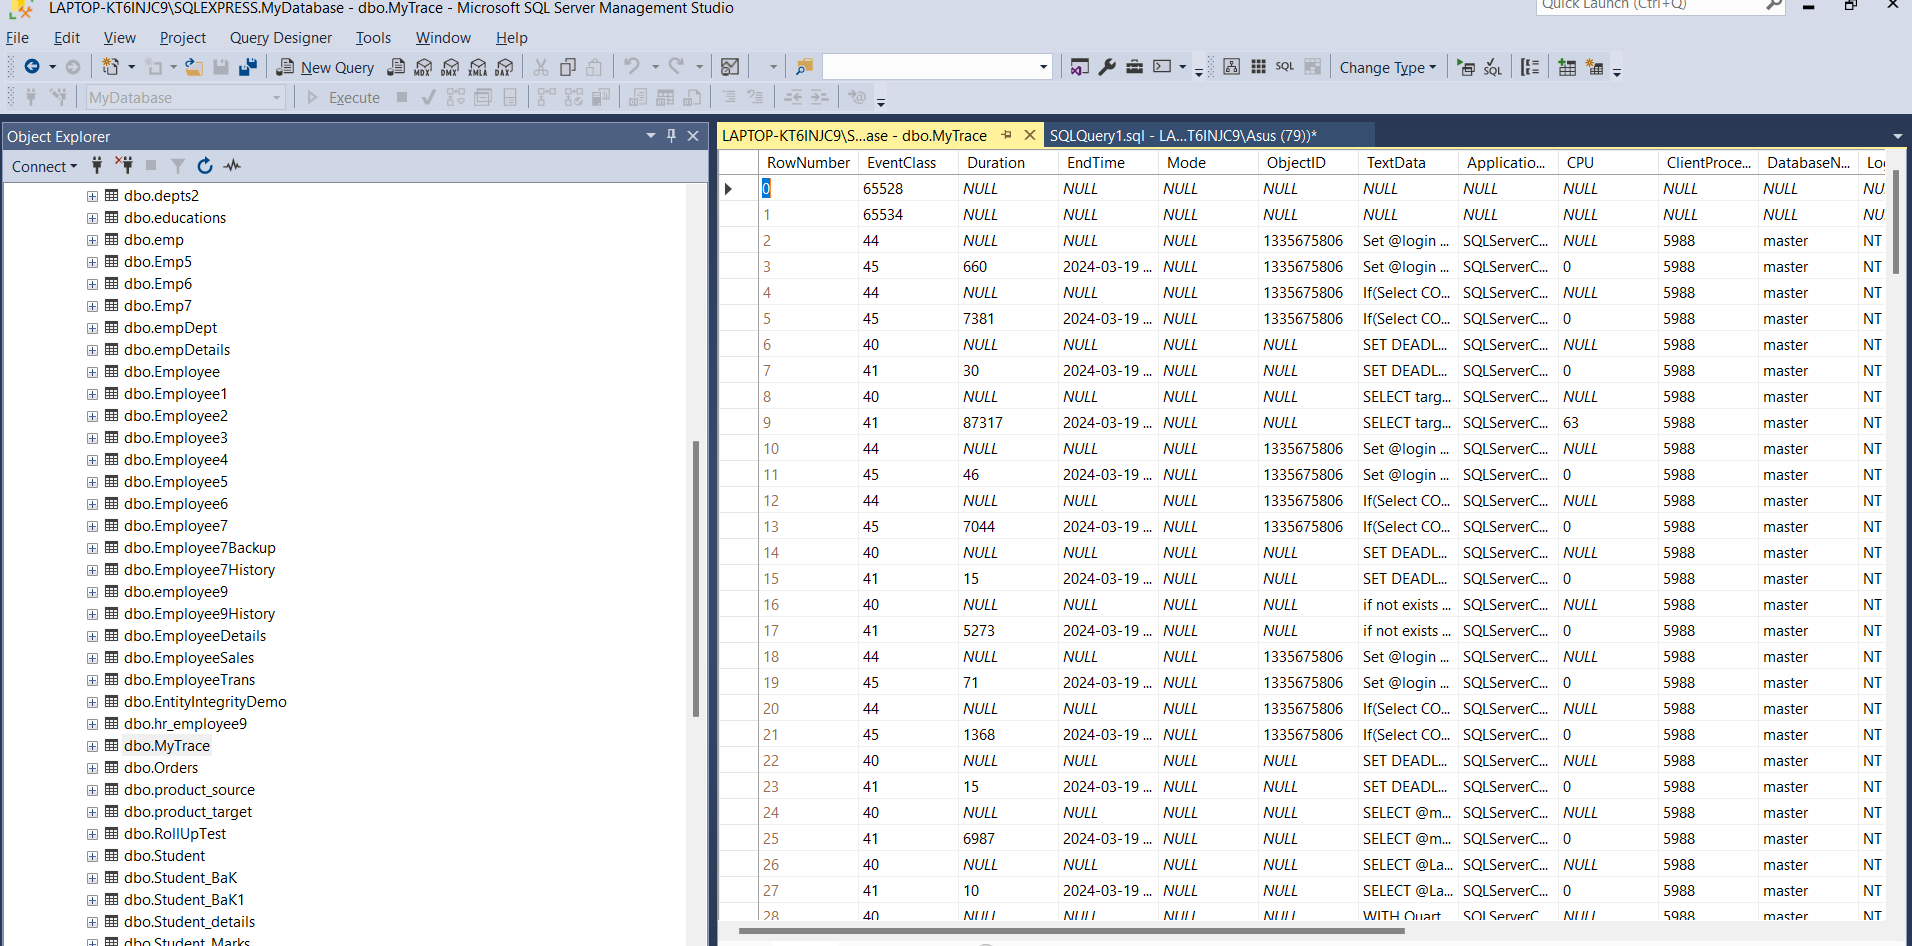 LAPTOP-KT6INJC9\SQLEXPRESS.MyDatabase - dbo.MyTrace - Microsoft SQL Server Management Studio
Quick Launch (Ctrl+Q)
File Edit View Project Query Designer Tools Window Help
New Query MDX DMX XMLA DAX SQL Change Type SQL
MyDatabase Execute
Object Explorer
Connect
dbo.depts2
dbo.educations
dbo.emp
dbo.Emp5
dbo.Emp6
dbo.Emp7
dbo.empDept
dbo.empDetails
dbo.Employee
dbo.Employee1
dbo.Employee2
dbo.Employee3
dbo.Employee4
dbo.Employee5
dbo.Employee6
dbo.Employee7
dbo.Employee7Backup
dbo.Employee7History
dbo.employee9
dbo.Employee9History
dbo.EmployeeDetails
dbo.EmployeeSales
dbo.EmployeeTrans
dbo.EntityIntegrityDemo
dbo.hr_employee9
dbo.MyTrace
dbo.Orders
dbo.product_source
dbo.product_target
dbo.RollUpTest
dbo.Student
dbo.Student_BaK
dbo.Student_BaK1
dbo.Student_details
dbo.Student_Marks
LAPTOP-KT6INJC9\S...ase - dbo.MyTrace SQLQuery1.sql - LA...T6INJC9\Asus (79))*
RowNumber EventClass Duration EndTime Mode ObjectID TextData Applicatio... CPU ClientProce... DatabaseN... Log
0 65528 NULL NULL NULL NULL NULL NULL NULL NULL NULL NU
1 65534 NULL NULL NULL NULL NULL NULL NULL NULL NULL NU
2 44 NULL NULL NULL 1335675806 Set @login ... SQLServerC... NULL 5988 master NT
3 45 660 2024-03-19 ... NULL 1335675806 Set @login ... SQLServerC... 0 5988 master NT
4 44 NULL NULL NULL 1335675806 If(Select CO... SQLServerC... NULL 5988 master NT
5 45 7381 2024-03-19 ... NULL 1335675806 If(Select CO... SQLServerC... 0 5988 master NT
6 40 NULL NULL NULL NULL SET DEADL... SQLServerC... NULL 5988 master NT
7 41 30 2024-03-19 ... NULL NULL SET DEADL... SQLServerC... 0 5988 master NT
8 40 NULL NULL NULL NULL SELECT targ... SQLServerC... NULL 5988 master NT
9 41 87317 2024-03-19 ... NULL NULL SELECT targ... SQLServerC... 63 5988 master NT
10 44 NULL NULL NULL 1335675806 Set @login ... SQLServerC... NULL 5988 master NT
11 45 46 2024-03-19 ... NULL 1335675806 Set @login ... SQLServerC... 0 5988 master NT
12 44 NULL NULL NULL 1335675806 If(Select CO... SQLServerC... NULL 5988 master NT
13 45 7044 2024-03-19 ... NULL 1335675806 If(Select CO... SQLServerC... 0 5988 master NT
14 40 NULL NULL NULL NULL SET DEADL... SQLServerC... NULL 5988 master NT
15 41 15 2024-03-19 ... NULL NULL SET DEADL... SQLServerC... 0 5988 master NT
16 40 NULL NULL NULL NULL if not exists ... SQLServerC... NULL 5988 master NT
17 41 5273 2024-03-19 ... NULL NULL if not exists ... SQLServerC... 0 5988 master NT
18 44 NULL NULL NULL 1335675806 Set @login ... SQLServerC... NULL 5988 master NT
19 45 71 2024-03-19 ... NULL 1335675806 Set @login ... SQLServerC... 0 5988 master NT
20 44 NULL NULL NULL 1335675806 If(Select CO... SQLServerC... NULL 5988 master NT
21 45 1368 2024-03-19 ... NULL 1335675806 If(Select CO... SQLServerC... 0 5988 master NT
22 40 NULL NULL NULL NULL SET DEADL... SQLServerC... NULL 5988 master NT
23 41 15 2024-03-19 ... NULL NULL SET DEADL... SQLServerC... 0 5988 master NT
24 40 NULL NULL NULL NULL SELECT @m... SQLServerC... NULL 5988 master NT
25 41 6987 2024-03-19 ... NULL NULL SELECT @m... SQLServerC... 0 5988 master NT
26 40 NULL NULL NULL NULL SELECT @La... SQLServerC... NULL 5988 master NT
27 41 10 2024-03-19 ... NULL NULL SELECT @La... SQLServerC... 0 5988 master NT
28 40 NULL NULL NULL NULL WITH Quart SQLServerC NULL 5988 master NT